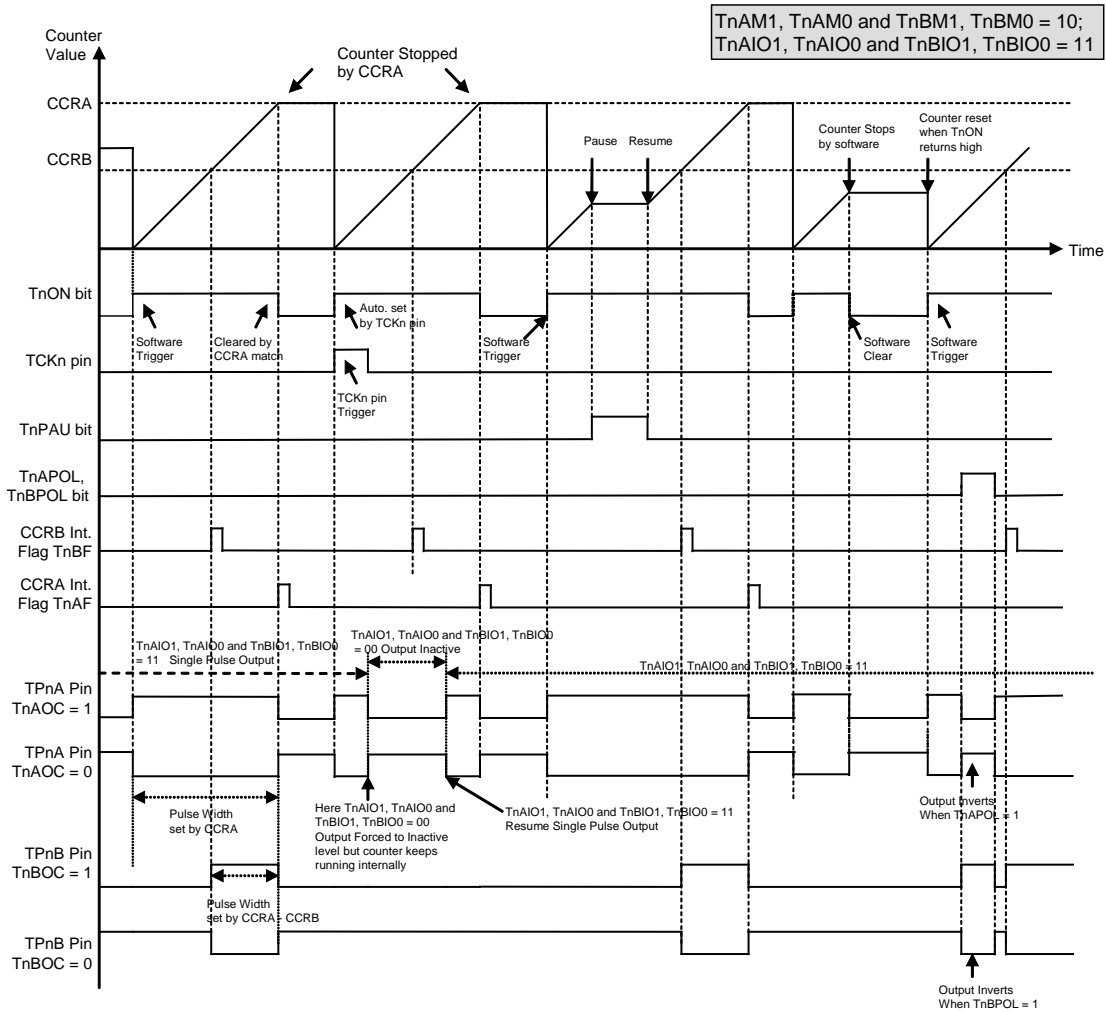 TnAM1, TnAM0 and TnBM1, TnBM0 = 10;
TnAIO1, TnAIO0 and TnBIO1, TnBIO0 = 11
Counter
Value
Counter Stopped
by CCRA
CCRA
CCRB
Pause
Resume
Counter Stops
by software
Counter reset
when TnON
returns high
Time
TnON bit
Software
Trigger
Cleared by
CCRA match
Auto. set
by TCKn pin
Software
Trigger
Software
Clear
Software
Trigger
TCKn pin
TCKn pin
Trigger
TnPAU bit
TnAPOL,
TnBPOL bit
CCRB Int.
Flag TnBF
CCRA Int.
Flag TnAF
TnAIO1, TnAIO0 and TnBIO1, TnBIO0
= 11 Single Pulse Output
TnAIO1, TnAIO0 and TnBIO1, TnBIO0
= 00 Output Inactive
TnAIO1, TnAIO0 and TnBIO1, TnBIO0 = 11
TPnA Pin
TnAOC = 1
TPnA Pin
TnAOC = 0
Pulse Width
set by CCRA
Here TnAIO1, TnAIO0 and
TnBIO1, TnBIO0 = 00
Output Forced to Inactive
level but counter keeps
running internally
TnAIO1, TnAIO0 and TnBIO1, TnBIO0 = 11
Resume Single Pulse Output
Output Inverts
When TnAPOL = 1
TPnB Pin
TnBOC = 1
Pulse Width
set by CCRA - CCRB
TPnB Pin
TnBOC = 0
Output Inverts
When TnBPOL = 1